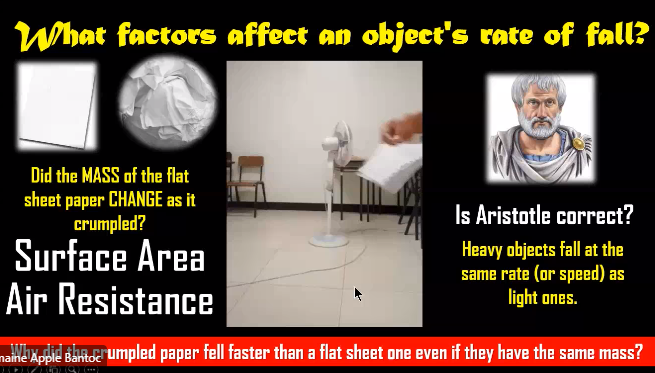 What factors affect an object's rate of fall?
Did the MASS of the flat
sheet paper CHANGE as it
crumpled?
Surface Area
Air Resistance
Is Aristotle correct?
Heavy objects fall at the
same rate (or speed) as
light ones.
Why did the crumpled paper fell faster than a flat sheet one even if they have the same mass?
maine Apple Bantoc